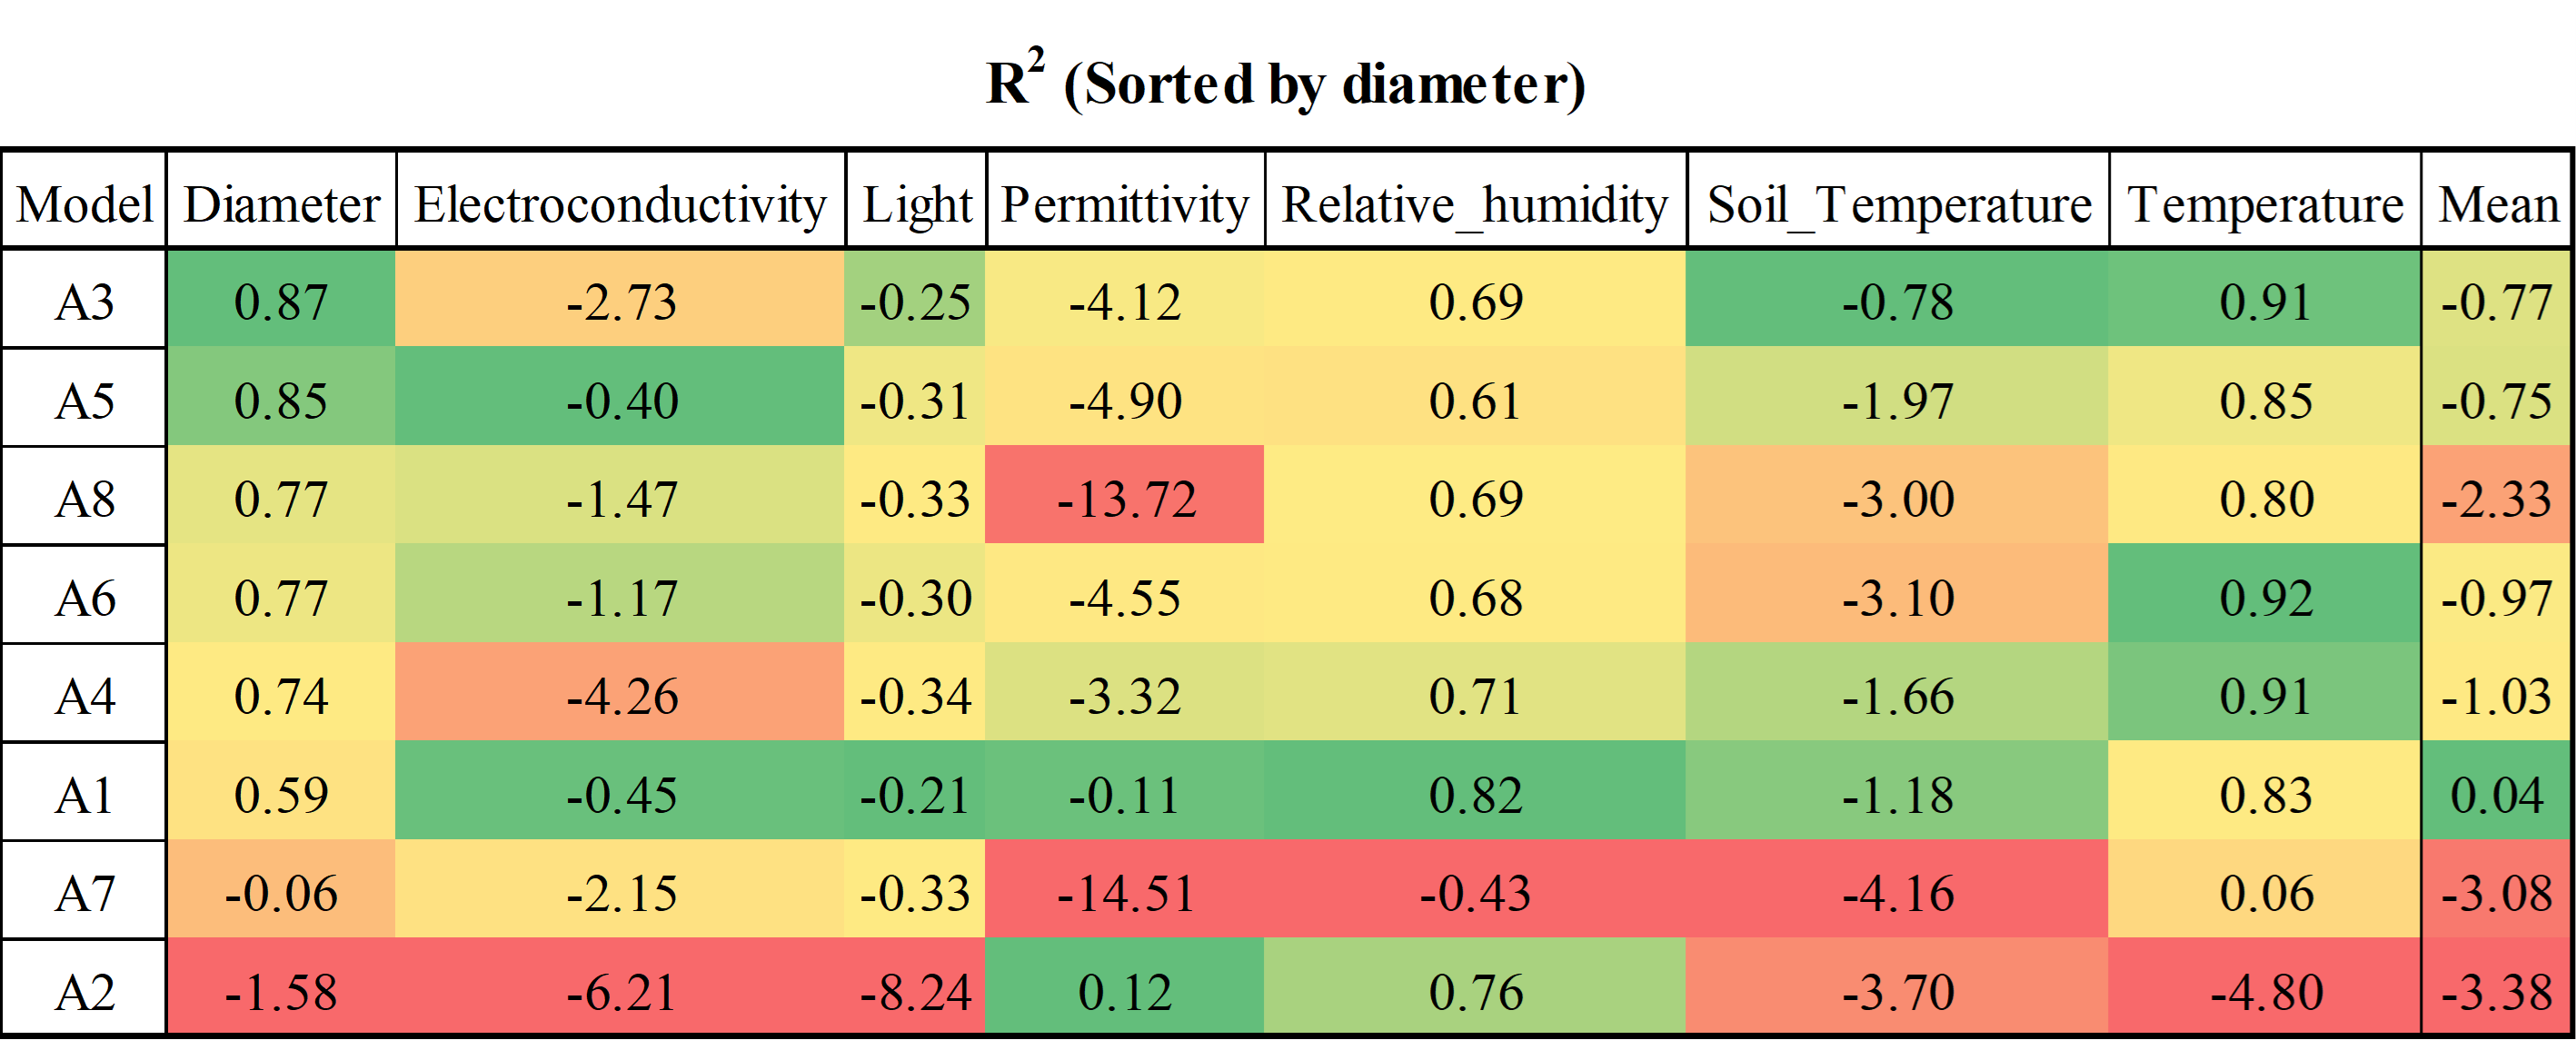 R² (Sorted by diameter)
Model Diameter Electroconductivity Light Permittivity Relative_humidity Soil_Temperature Temperature Mean
A3 0.87 -2.73 -0.25 -4.12 0.69 -0.78 0.91 -0.77
A5 0.85 -0.40 -0.31 -4.90 0.61 -1.97 0.85 -0.75
A8 0.77 -1.47 -0.33 -13.72 0.69 -3.00 0.80 -2.33
A6 0.77 -1.17 -0.30 -4.55 0.68 -3.10 0.92 -0.97
A4 0.74 -4.26 -0.34 -3.32 0.71 -1.66 0.91 -1.03
A1 0.59 -0.45 -0.21 -0.11 0.82 -1.18 0.83 0.04
A7 -0.06 -2.15 -0.33 -14.51 -0.43 -4.16 0.06 -3.08
A2 -1.58 -6.21 -8.24 0.12 0.76 -3.70 -4.80 -3.38